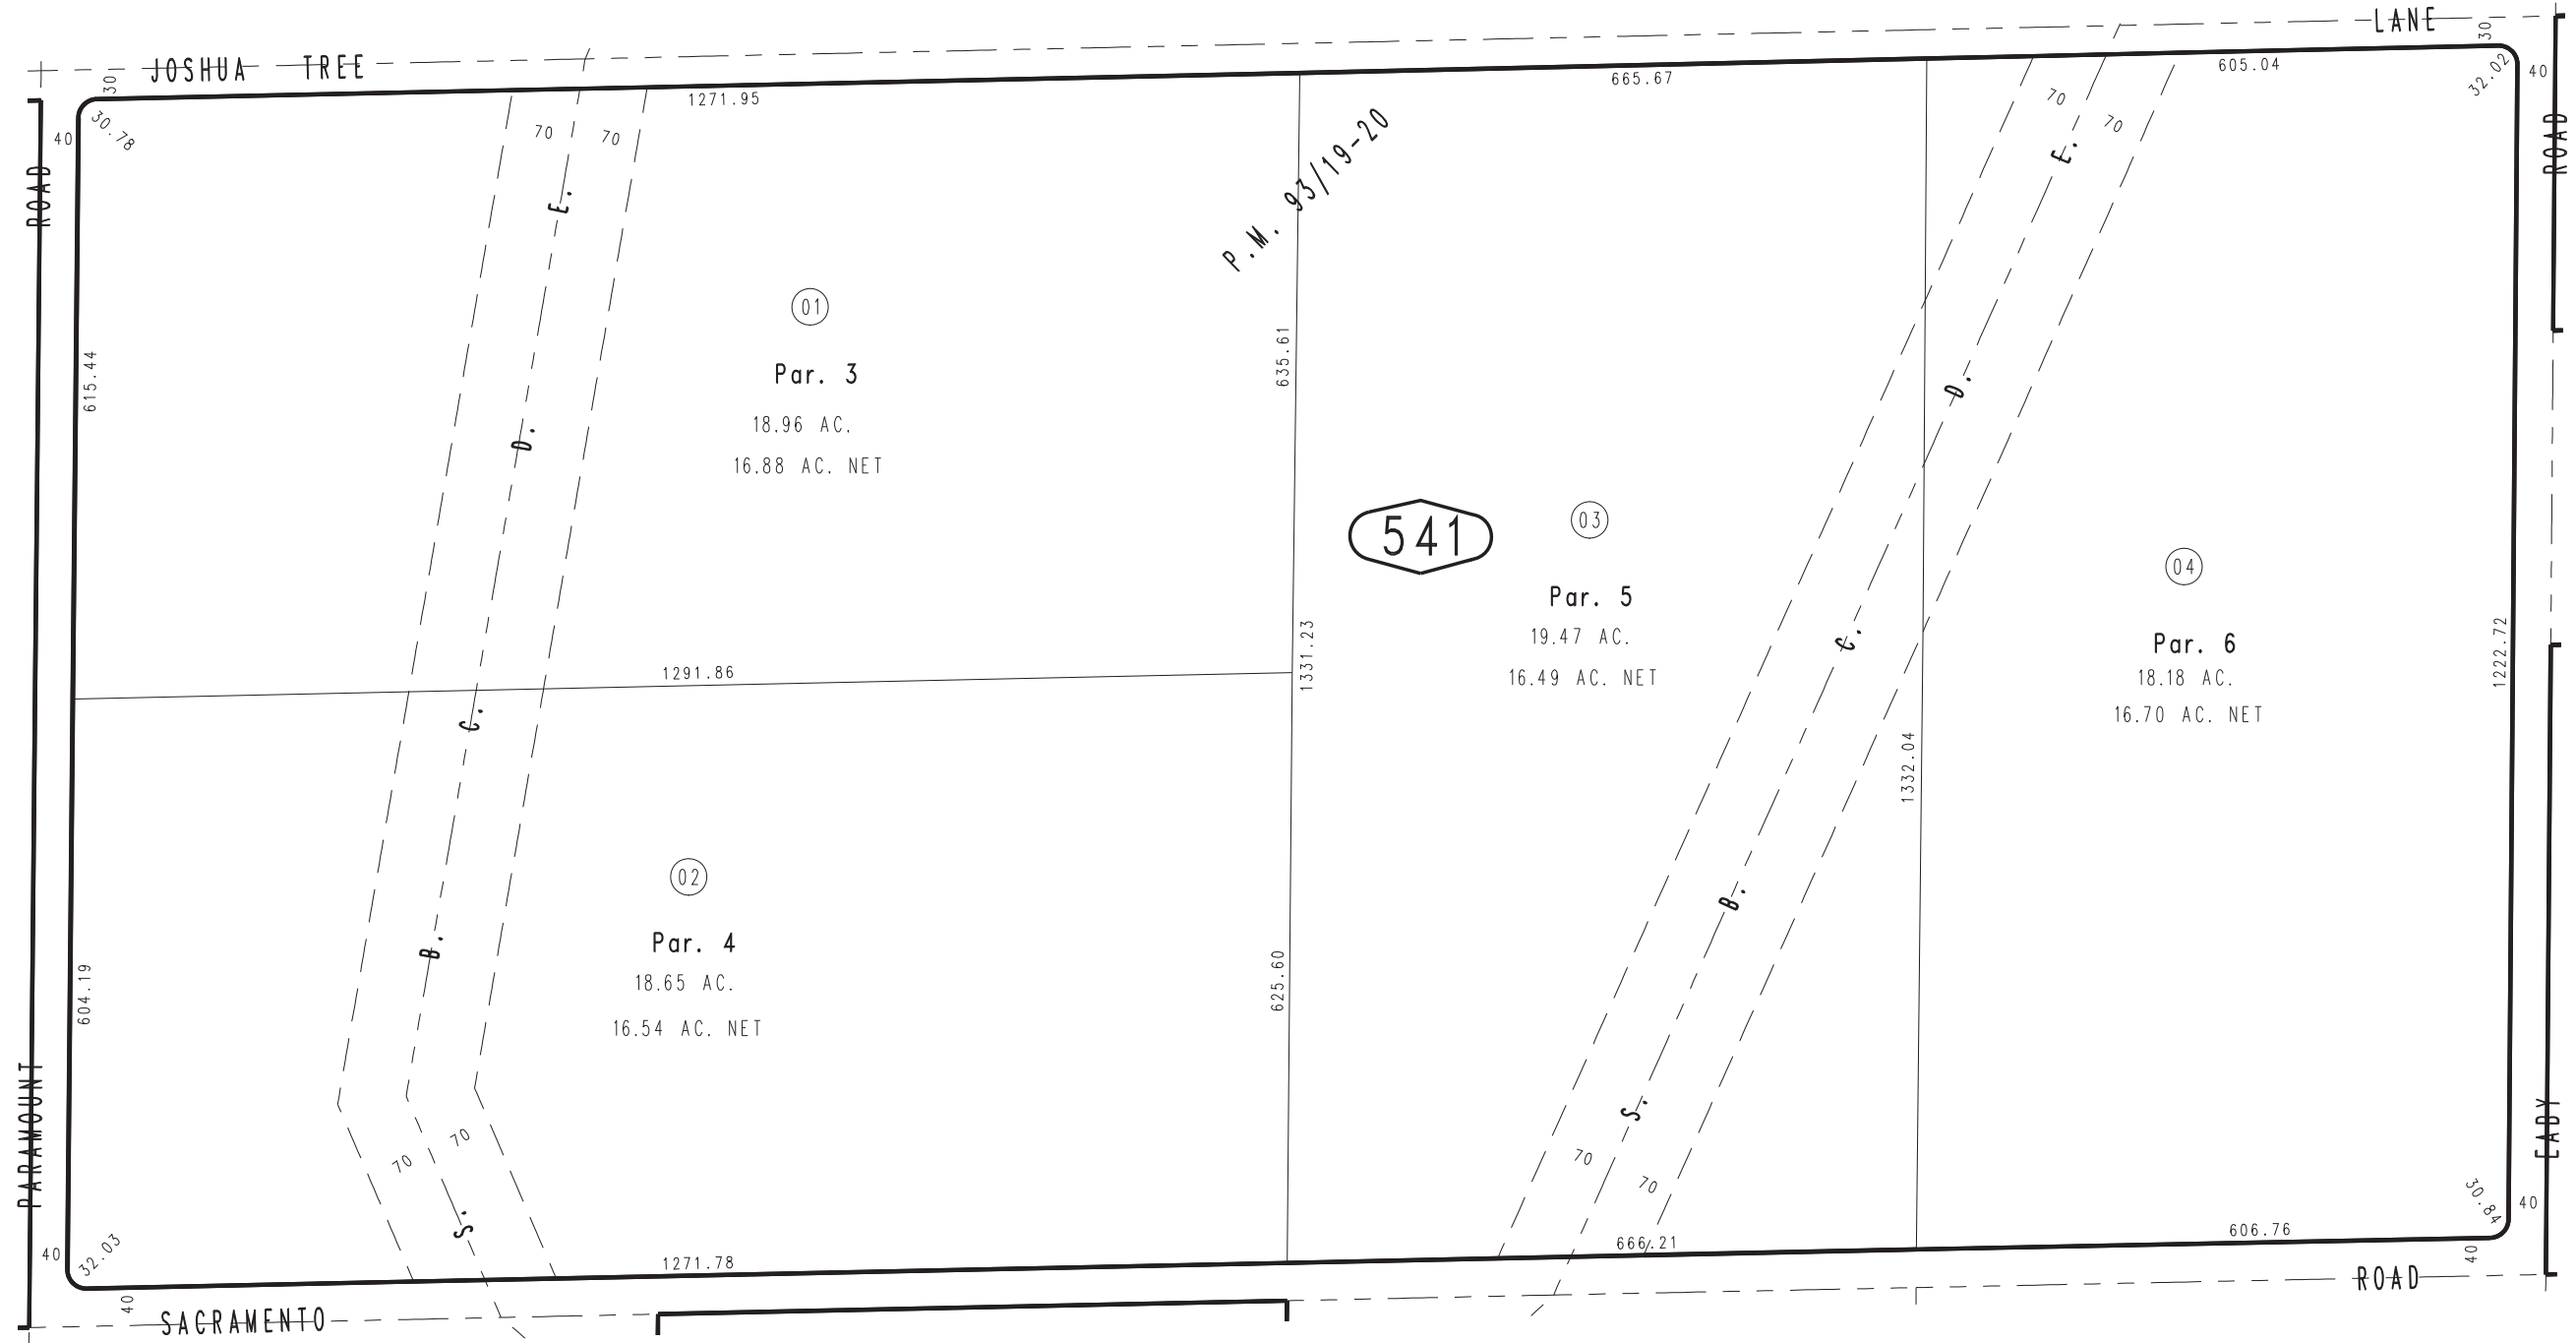 JOSHUA TREE
LANE
30
30
1271.95
665.67
605.04
32.02
40
40
30.78
70
70
70
70
ROAD
ROAD
E.
E.
P.M. 93/19-20
01
Par. 3
18.96 AC.
16.88 AC. NET
615.44
635.61
D.
D.
541
03
Par. 5
19.47 AC.
16.49 AC. NET
04
Par. 6
18.18 AC.
16.70 AC. NET
1291.86
1331.23
1222.72
C.
C.
1332.04
02
Par. 4
18.65 AC.
16.54 AC. NET
604.19
625.60
B.
B.
PARAMOUNT
EADY
70
70
S.
S.
70
70
40
32.03
1271.78
666.21
606.76
30.84
40
40
40
SACRAMENTO
ROAD